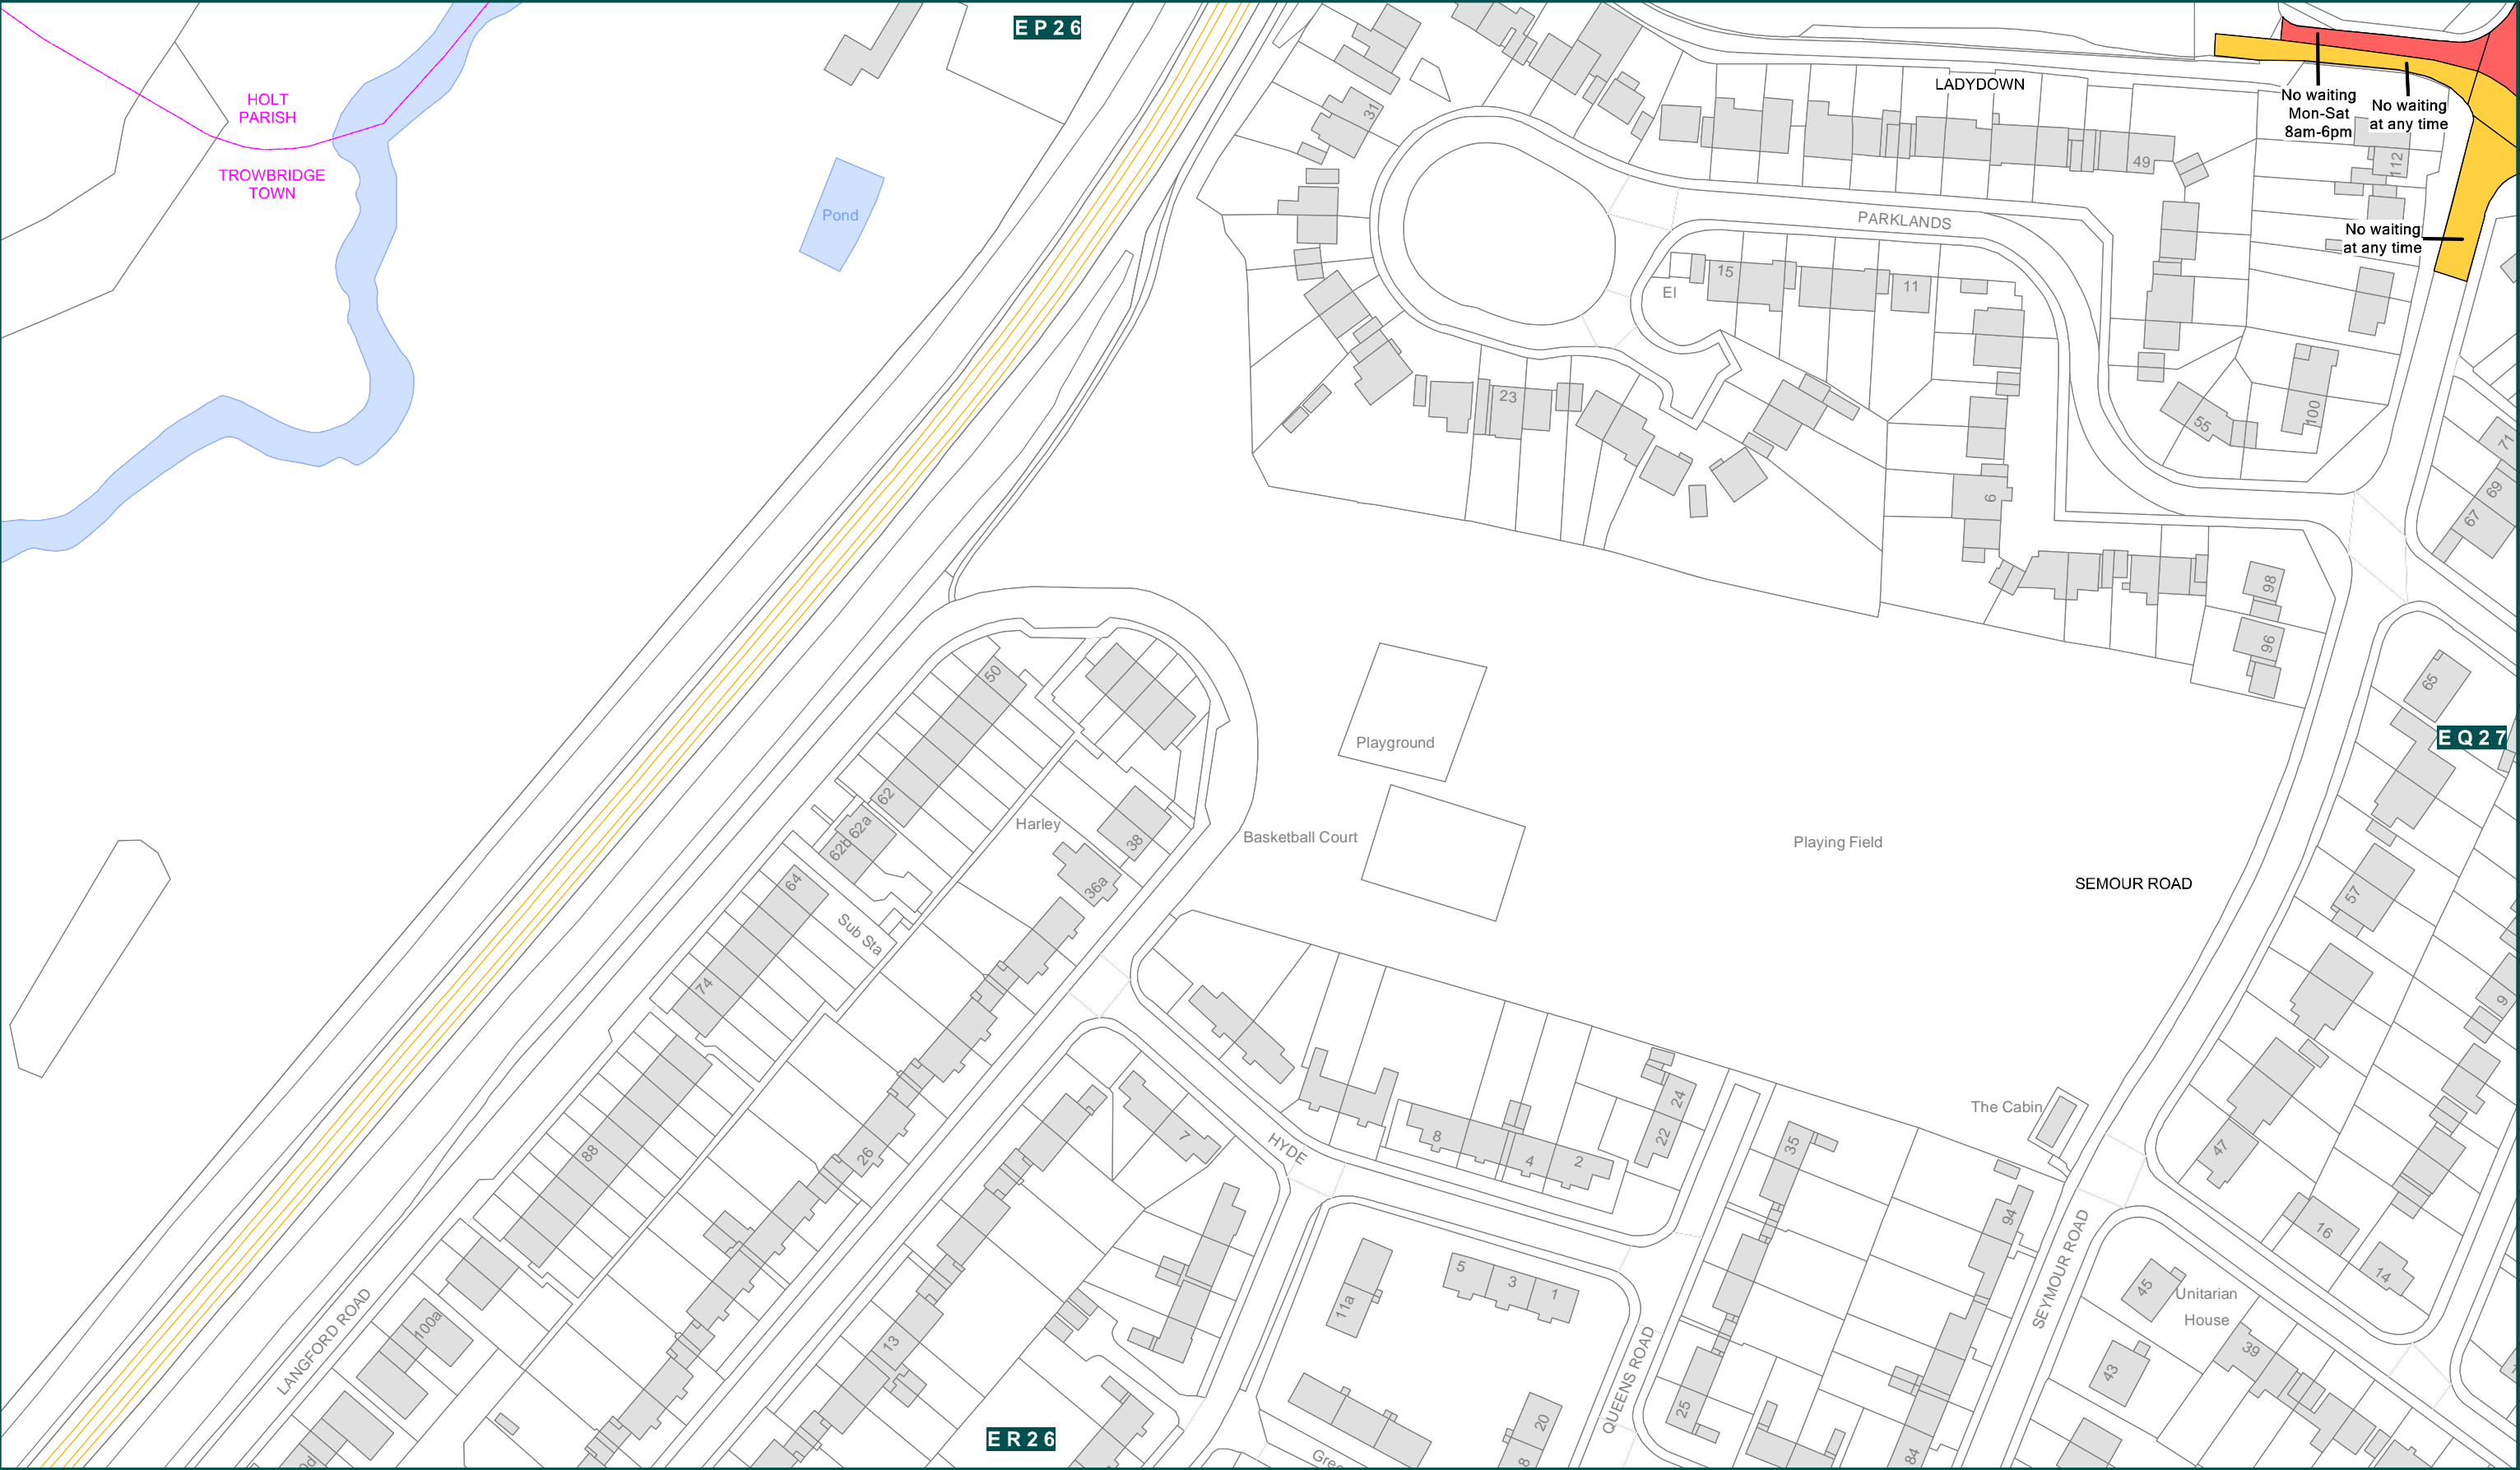 EP26
HOLT
PARISH
TROWBRIDGE
TOWN
Pond
31
LADYDOWN
49
No waiting
Mon-Sat
8am-6pm
No waiting
at any time
112
No waiting
at any time
PARKLANDS
15
El
11
23
6
55
100
71
69
67
98
96
65
EQ27
50
62
62a
62b
64
74
Sub Sta
Harley
38
36a
Playground
Basketball Court
Playing Field
SEMOUR ROAD
57
9
47
16
14
The Cabin
88
26
7
HYDE
8
4
2
24
22
35
94
SEYMOUR ROAD
45
Unitarian
House
43
39
LANGFORD ROAD
100a
13
11a
5
3
1
QUEENS ROAD
25
20
84
ER26